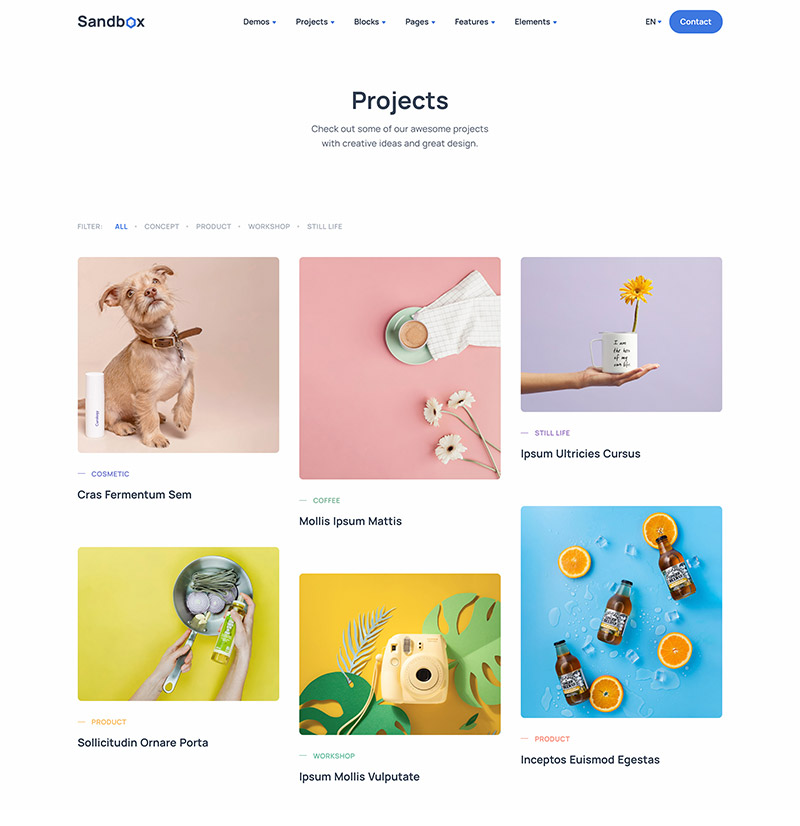 Sandbox
Demos
Projects
Blocks
Pages
Features
Elements
EN
Contact
Projects
Check out some of our awesome projects
with creative ideas and great design.
FILTER: ALL • CONCEPT • PRODUCT • WORKSHOP • STILL LIFE
— COSMETIC
Cras Fermentum Sem
— COFFEE
Mollis Ipsum Mattis
I am
the hero
of my
own life
— STILL LIFE
Ipsum Ultricies Cursus
— PRODUCT
Sollicitudin Ornare Porta
— WORKSHOP
Ipsum Mollis Vulputate
— PRODUCT
Inceptos Euismod Egestas